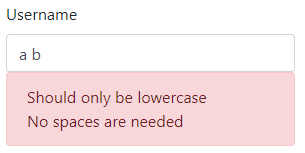 Username
a b
Should only be lowercase
No spaces are needed